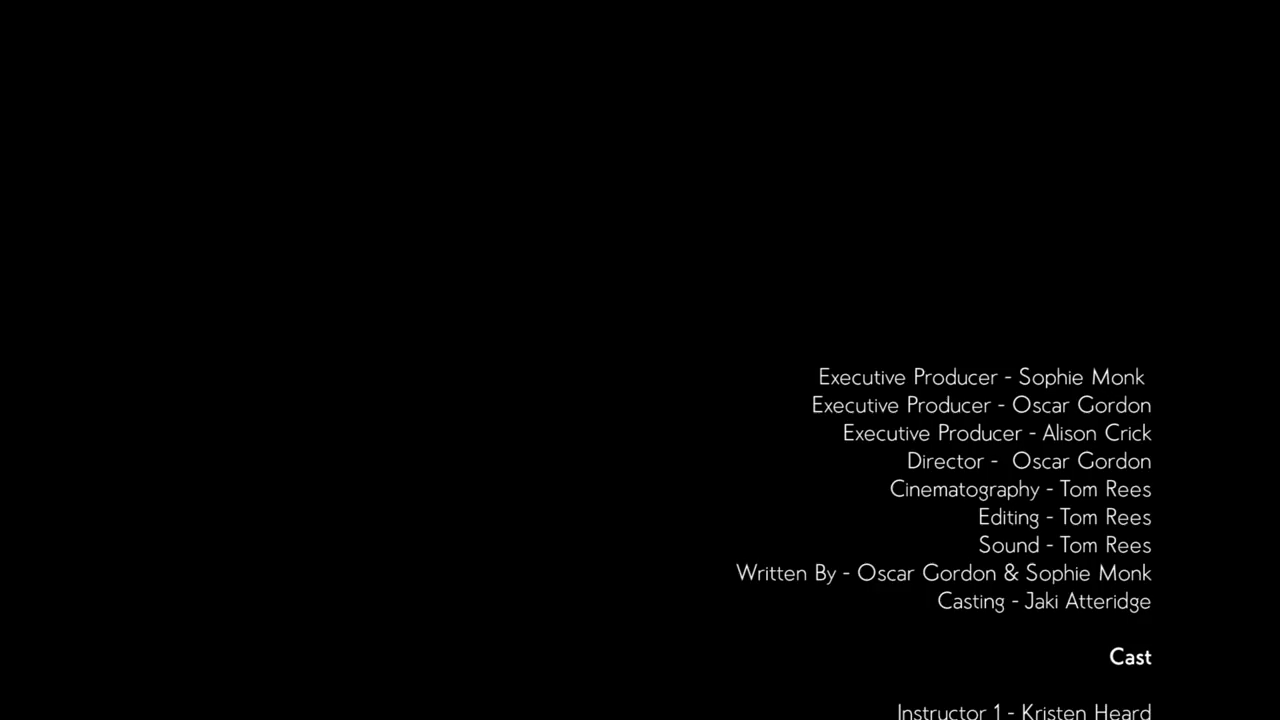 Executive Producer - Sophie Monk
Executive Producer - Oscar Gordon
Executive Producer - Alison Crick
Director -  Oscar Gordon
Cinematography - Tom Rees
Editing - Tom Rees
Sound - Tom Rees
Written By - Oscar Gordon & Sophie Monk
Casting - Jaki Atteridge
Cast
Instructor 1 - Kristen Heard